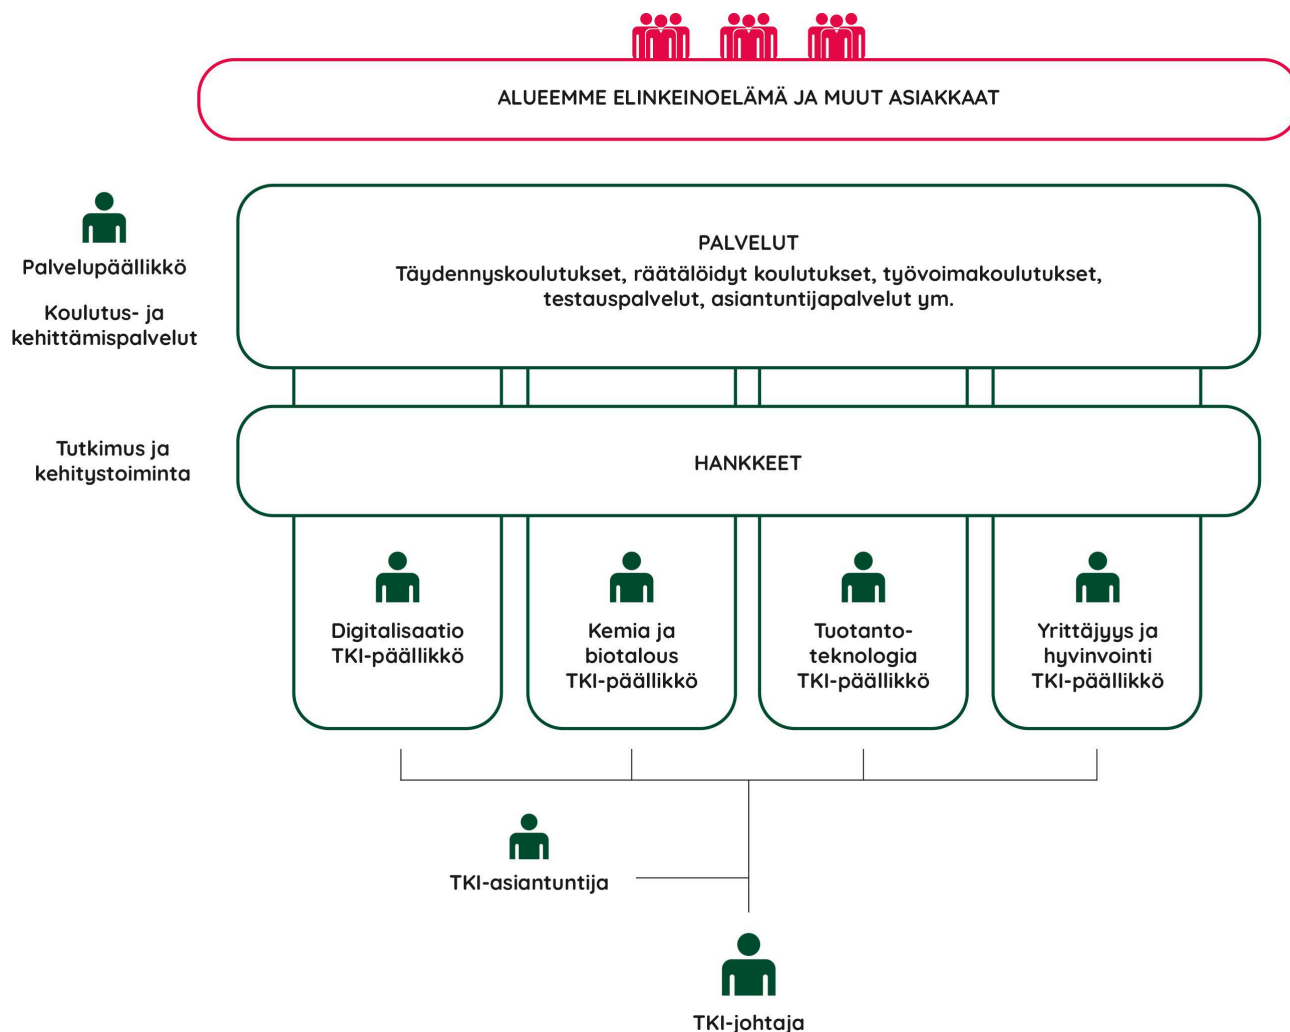 ALUEEMME ELINKEINOELÄMÄ JA MUUT ASIAKKAAT
Palvelupäällikkö
Koulutus- ja
kehittämispalvelut
PALVELUT
Täydennyskoulutukset, räätälöidyt koulutukset, työvoimakoulutukset,
testauspalvelut, asiantuntijapalvelut ym.
Tutkimus ja
kehitystoiminta
HANKKEET
Digitalisaatio
TKI-päällikkö
Kemia ja
biotalous
TKI-päällikkö
Tuotanto-
teknologia
TKI-päällikkö
Yrittäjyys ja
hyvinvointi
TKI-päällikkö
TKI-asiantuntija
TKI-johtaja